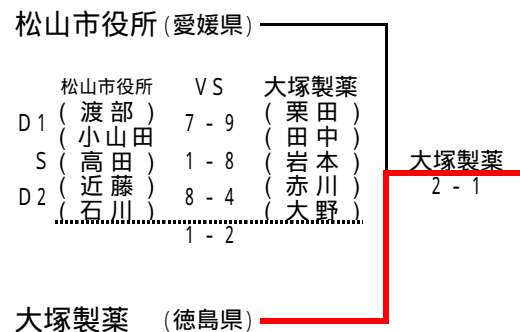 松山市役所(愛媛県)
松山市役所 VS 大塚製薬
D1 (渡部) 7-9 (栗田)
(小山田 (田中)
S (高田) 1-8 (岩本)
D2 (近藤) 8-4 (赤川)
(石川) (大野)
1-2
大塚製薬
2-1
大塚製薬 (徳島県)